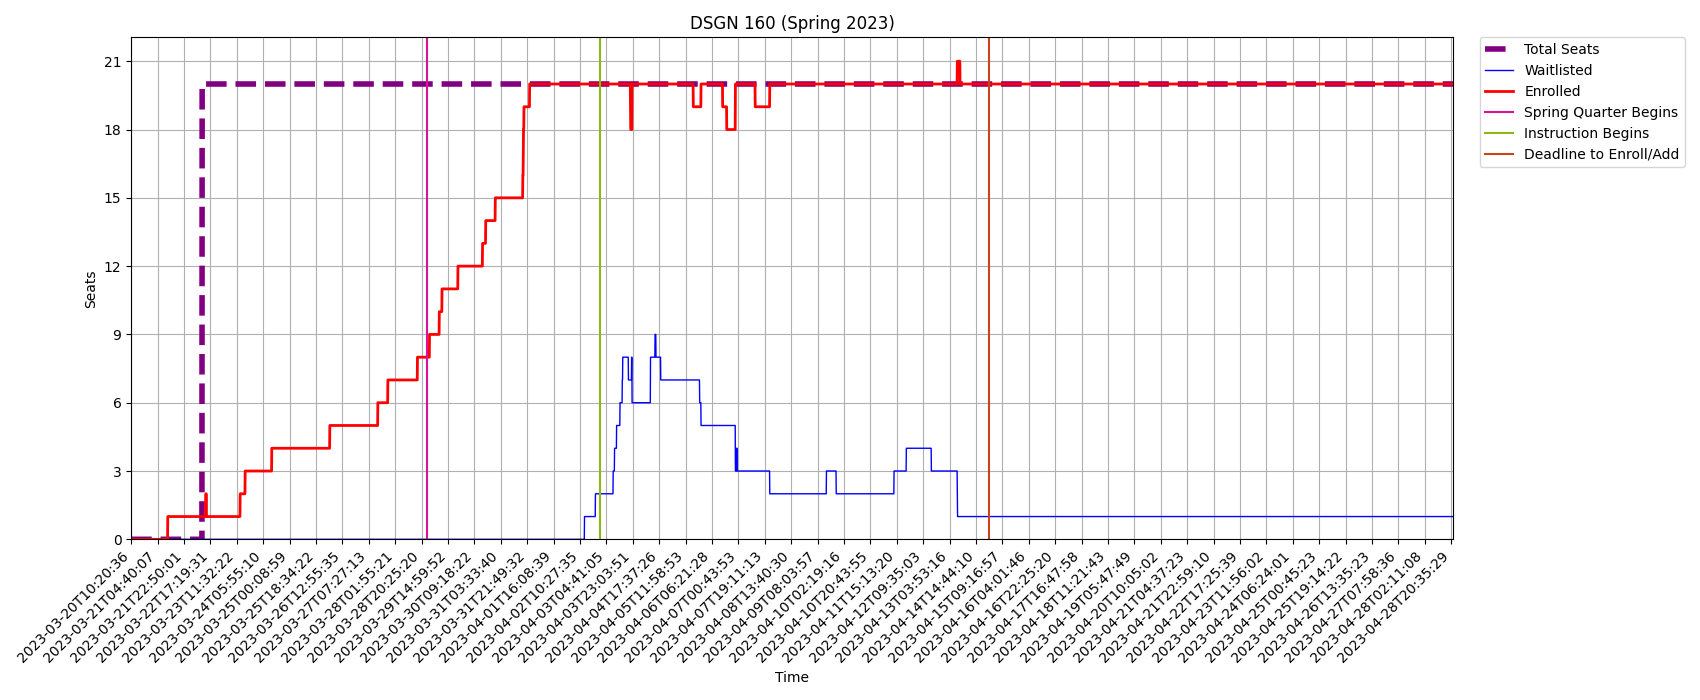 DSGN 160 (Spring 2023)
Total Seats
Waitlisted
Enrolled
Spring Quarter Begins
Instruction Begins
Deadline to Enroll/Add
Seats
21
18
15
12
9
6
3
0
2023-03-20T10:20:36
2023-03-21T04:40:07
2023-03-21T22:50:01
2023-03-22T17:19:31
2023-03-23T11:32:22
2023-03-24T05:55:10
2023-03-25T00:08:59
2023-03-25T18:34:22
2023-03-26T12:55:35
2023-03-27T07:27:13
2023-03-28T01:55:21
2023-03-28T20:25:20
2023-03-29T14:59:52
2023-03-30T09:18:22
2023-03-31T03:33:40
2023-03-31T21:49:32
2023-04-01T16:08:39
2023-04-02T10:27:35
2023-04-03T04:41:05
2023-04-03T23:03:51
2023-04-04T17:37:26
2023-04-05T11:58:53
2023-04-06T06:21:28
2023-04-07T00:43:53
2023-04-07T19:11:13
2023-04-08T13:40:30
2023-04-09T08:03:57
2023-04-10T02:19:16
2023-04-10T20:43:55
2023-04-11T15:13:20
2023-04-12T09:35:03
2023-04-13T03:53:16
2023-04-14T14:44:10
2023-04-15T09:16:57
2023-04-16T04:01:46
2023-04-16T22:25:20
2023-04-17T16:47:58
2023-04-18T11:21:43
2023-04-19T05:47:49
2023-04-20T10:05:02
2023-04-21T04:37:23
2023-04-21T22:59:10
2023-04-22T17:25:39
2023-04-23T11:56:02
2023-04-24T06:24:01
2023-04-25T00:45:23
2023-04-25T19:14:22
2023-04-26T13:35:23
2023-04-27T07:58:36
2023-04-28T02:11:08
2023-04-28T20:35:29
Time